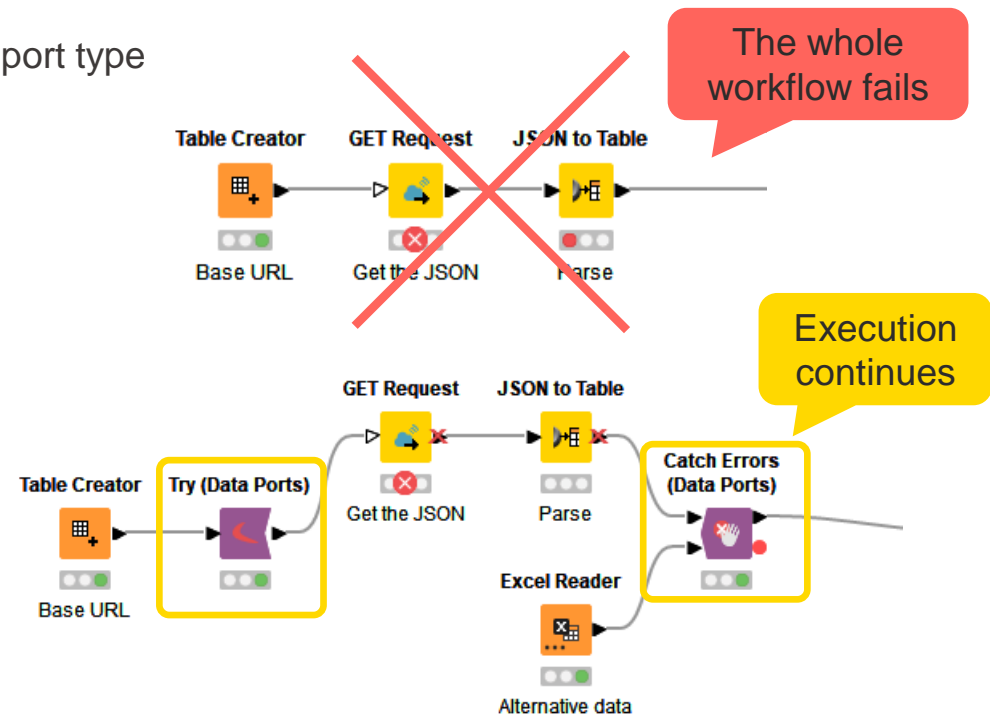 port type
The whole
workflow fails
Table Creator
GET Request
JSON to Table
Base URL
Get the JSON
Parse
Execution
continues
GET Request
JSON to Table
Table Creator
Try (Data Ports)
Catch Errors
(Data Ports)
Get the JSON
Parse
Base URL
Excel Reader
Alternative data